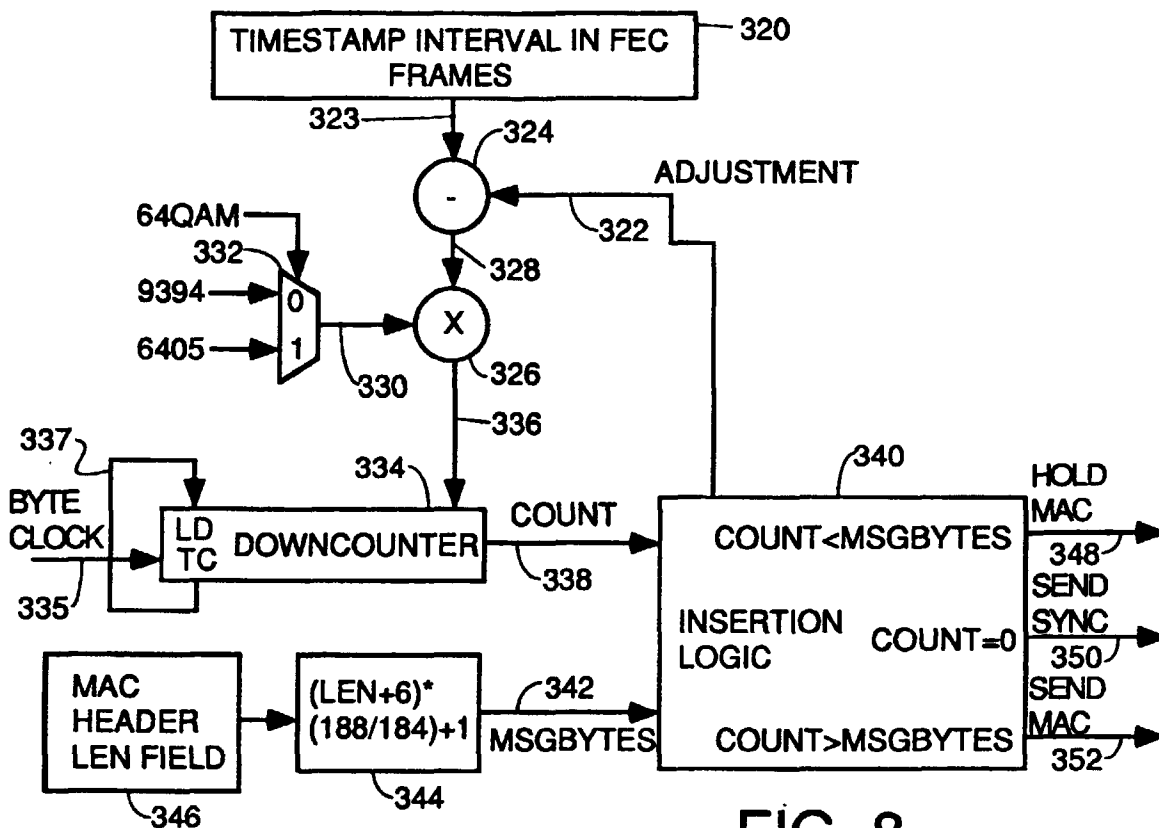 TIMESTAMP INTERVAL IN FEC
FRAMES
320
323
324
-
ADJUSTMENT
322
64QAM
332
328
9394
0
X
6405
1
330
326
336
337
334
340
BYTE
CLOCK
LD
TC
DOWNCOUNTER
COUNT
338
335
COUNT<MSGBYTES
HOLD
MAC
348
INSERTION
LOGIC
COUNT=0
SEND
SYNC
350
MAC
HEADER
LEN FIELD
346
(LEN+6)*
(188/184)+1
344
342
MSGBYTES
COUNT>MSGBYTES
SEND
MAC
352